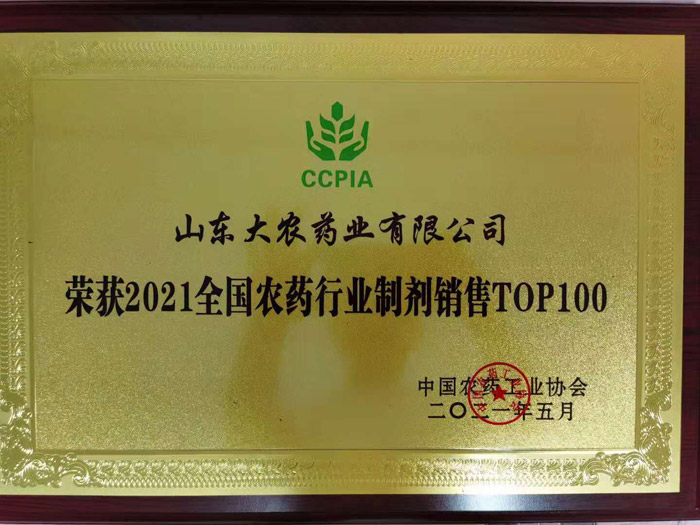 CCPIA
山东大农药业有限公司
荣获2021全国农药行业制剂销售TOP100
中国农药工业协会
二〇二一年五月